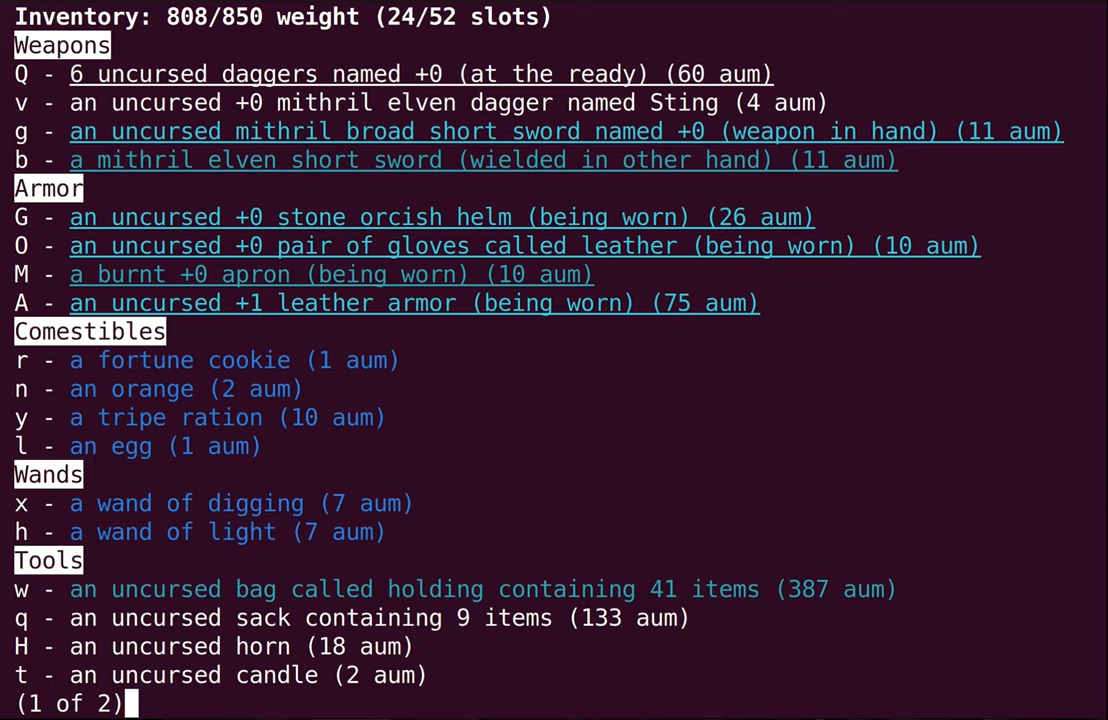 Inventory: 808/850 weight (24/52 slots)
Weapons
Q - 6 uncursed daggers named +0 (at the ready) (60 aum)
v - an uncursed +0 mithril elven dagger named Sting (4 aum)
g - an uncursed mithril broad short sword named +0 (weapon in hand) (11 aum)
b - a mithril elven short sword (wielded in other hand) (11 aum)
Armor
G - an uncursed +0 stone orcish helm (being worn) (26 aum)
O - an uncursed +0 pair of gloves called leather (being worn) (10 aum)
M - a burnt +0 apron (being worn) (10 aum)
A - an uncursed +1 leather armor (being worn) (75 aum)
Comestibles
r - a fortune cookie (1 aum)
n - an orange (2 aum)
y - a tripe ration (10 aum)
l - an egg (1 aum)
Wands
x - a wand of digging (7 aum)
h - a wand of light (7 aum)
Tools
w - an uncursed bag called holding containing 41 items (387 aum)
q - an uncursed sack containing 9 items (133 aum)
H - an uncursed horn (18 aum)
t - an uncursed candle (2 aum)
(1 of 2)